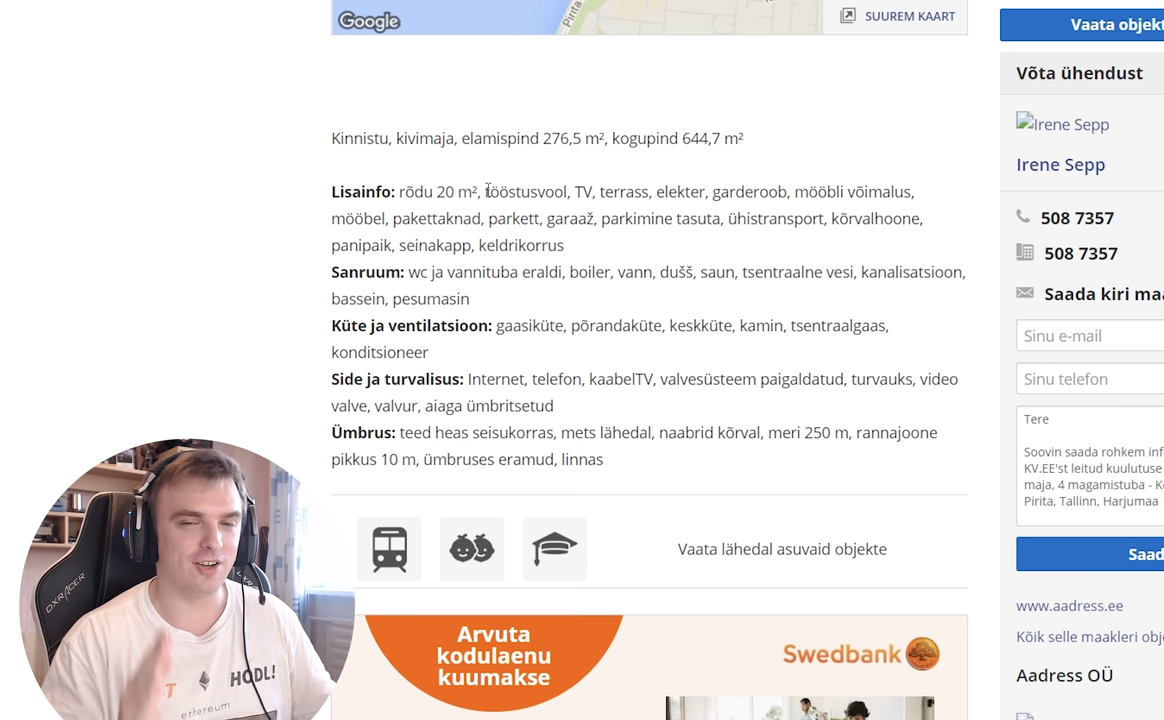 Google
Pirita
SUUREM KAART
Vaata objekt
Võta ühendust
Irene Sepp
Irene Sepp
508 7357
508 7357
Saada kiri maa
Sinu e-mail
Sinu telefon
Tere
Soovin saada rohkem inf
KV.EE'st leitud kuulutuse
maja, 4 magamistuba - K
Pirita, Tallinn, Harjumaa
Saad
www.aadress.ee
Kõik selle maakleri obj
Aadress OÜ
Kinnistu, kivimaja, elamispind 276,5 m², kogupind 644,7 m²
Lisainfo: rõdu 20 m², tööstusvool, TV, terrass, elekter, garderoob, mööbli võimalus,
mööbel, pakettaknad, parkett, garaaž, parkimine tasuta, ühistransport, kõrvalhoone,
panipaik, seinakapp, keldrikorrus
Sanruum: wc ja vannituba eraldi, boiler, vann, dušš, saun, tsentraalne vesi, kanalisatsioon,
bassein, pesumasin
Küte ja ventilatsioon: gaasiküte, põrandaküte, keskküte, kamin, tsentraalgaas,
konditsioneer
Side ja turvalisus: Internet, telefon, kaabelTV, valvesüsteem paigaldatud, turvauks, video
valve, valvur, aiaga ümbritsetud
Ümbrus: teed heas seisukorras, mets lähedal, naabrid kõrval, meri 250 m, rannajoone
pikkus 10 m, ümbruses eramud, linnas
Vaata lähedal asuvaid objekte
Arvuta
kodulaenu
kuumakse
Swedbank
DXRACER
HODL!
ethereum